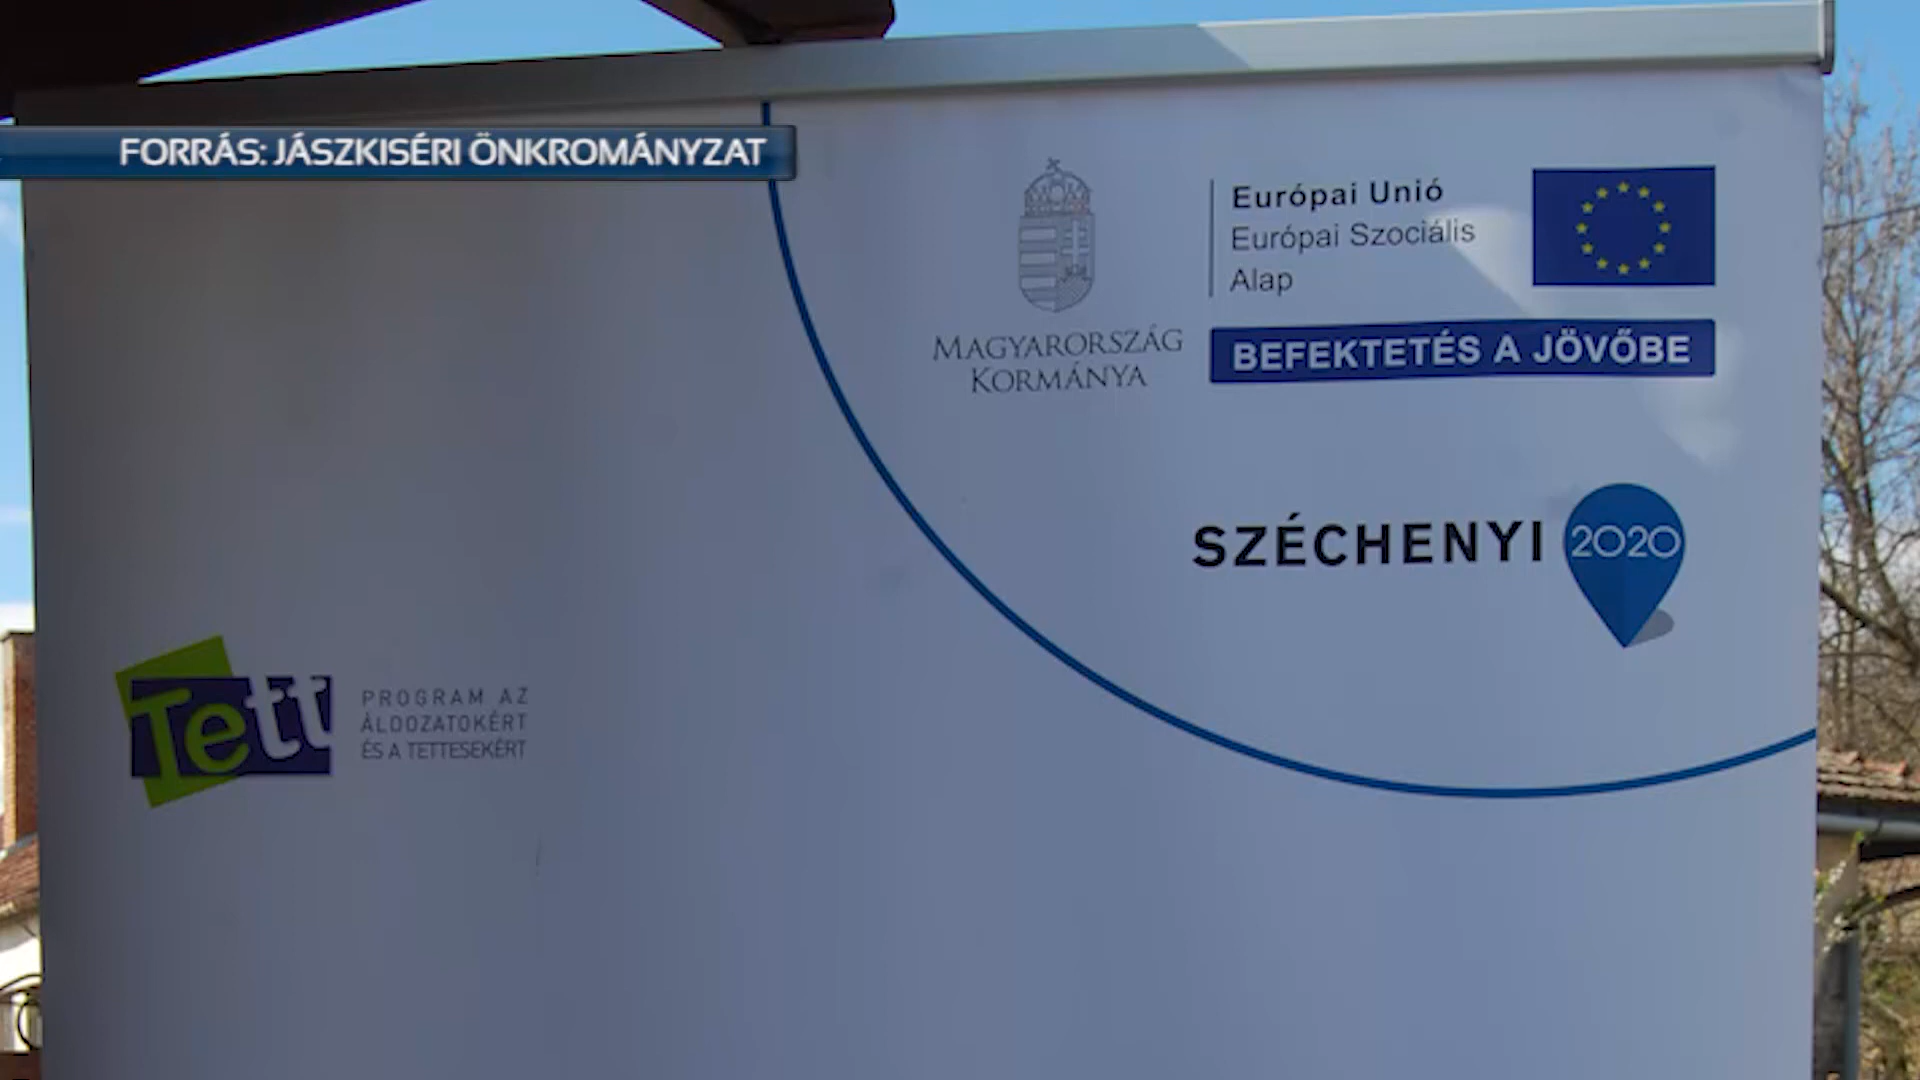 FORRÁS: JÁSZKISÉRI ÖNKROMÁNYZAT
Európai Unió
Európai Szociális
Alap
MAGYARORSZÁG
KORMÁNYA
BEFEKTETÉS A JÖVŐBE
SZÉCHENYI 2020
Tett
PROGRAM AZ
ÁLDOZATOKÉRT
ÉS A TETTESEKÉRT